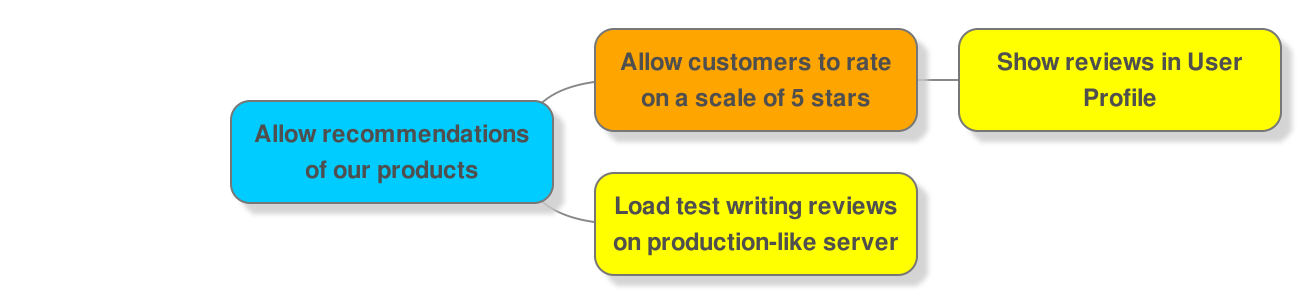 Allow customers to rate
on a scale of 5 stars
Show reviews in User
Profile
Allow recommendations
of our products
Load test writing reviews
on production-like server